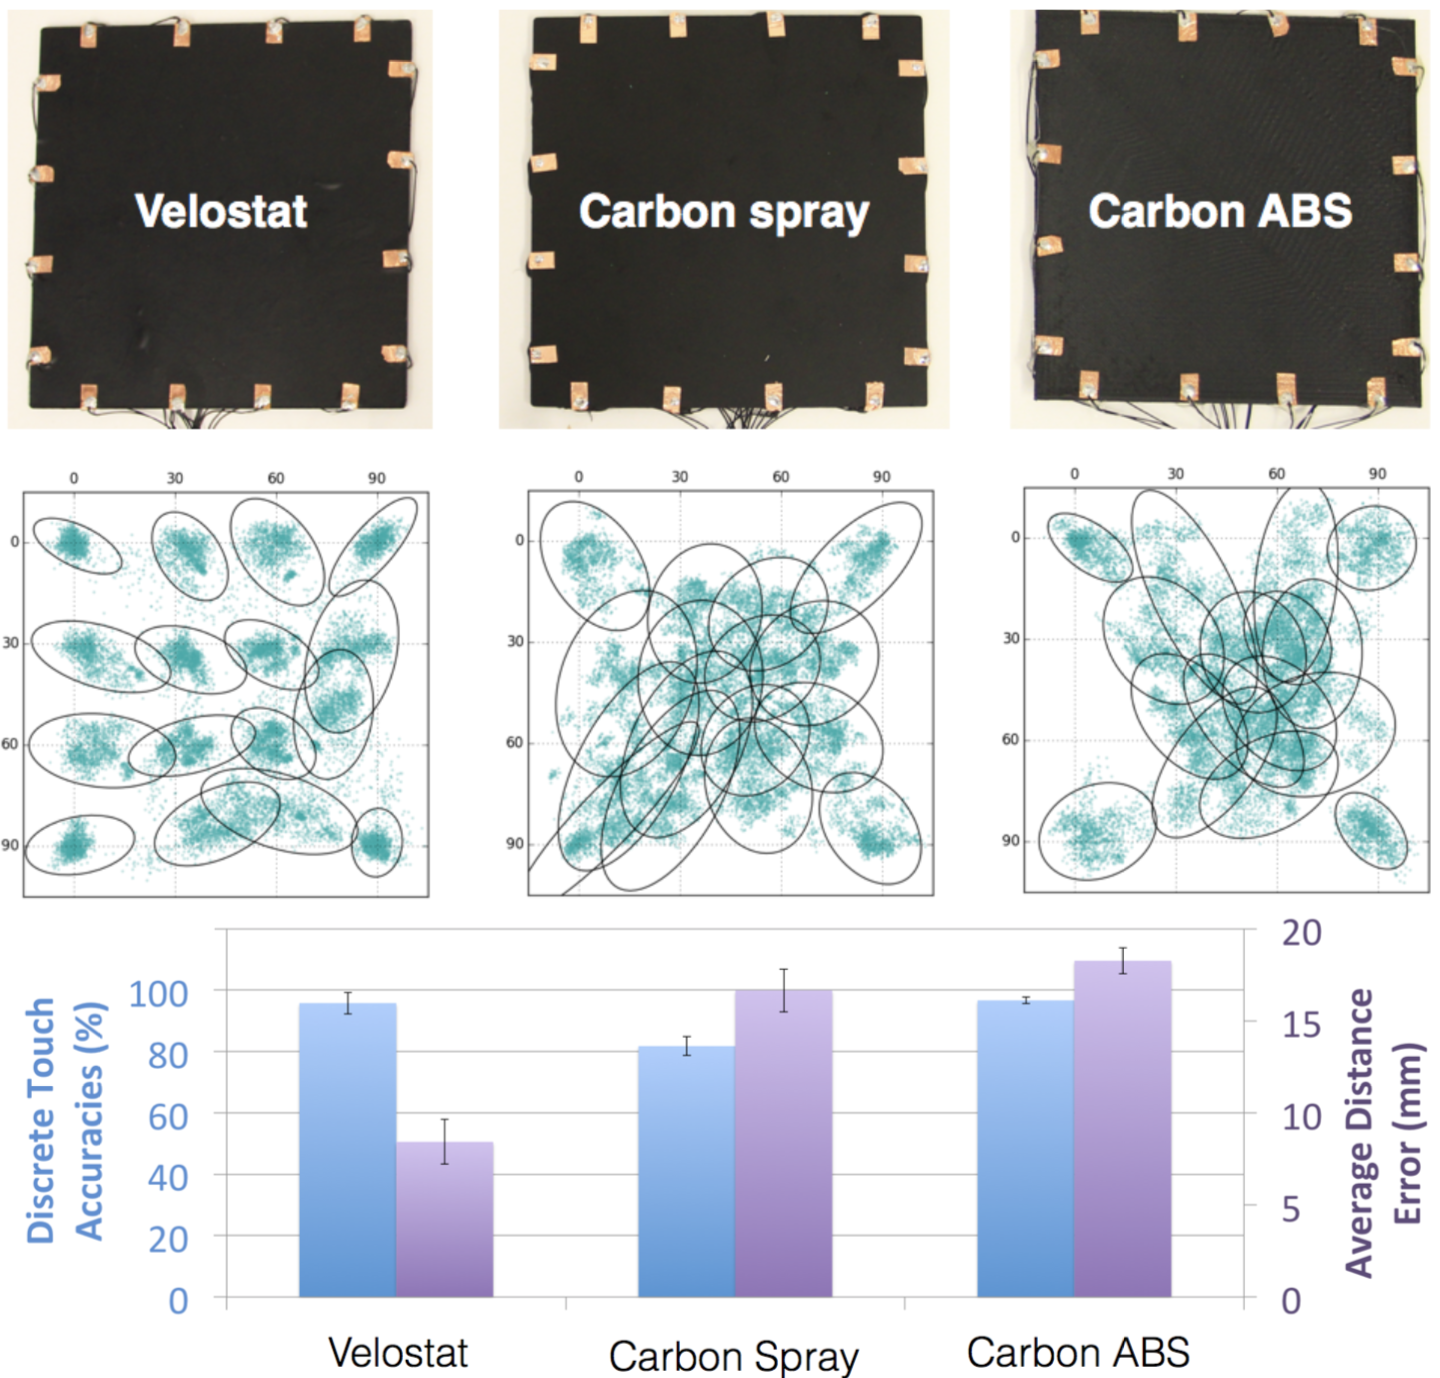 Velostat
Carbon spray
Carbon ABS
0 30 60 90
0
30
60
90
0 30 60 90
0
30
60
90
0 30 60 90
0
30
60
90
Discrete Touch
Accuracies (%)
100
80
60
40
20
0
20
15
10
5
0
Average Distance
Error (mm)
Velostat
Carbon Spray
Carbon ABS